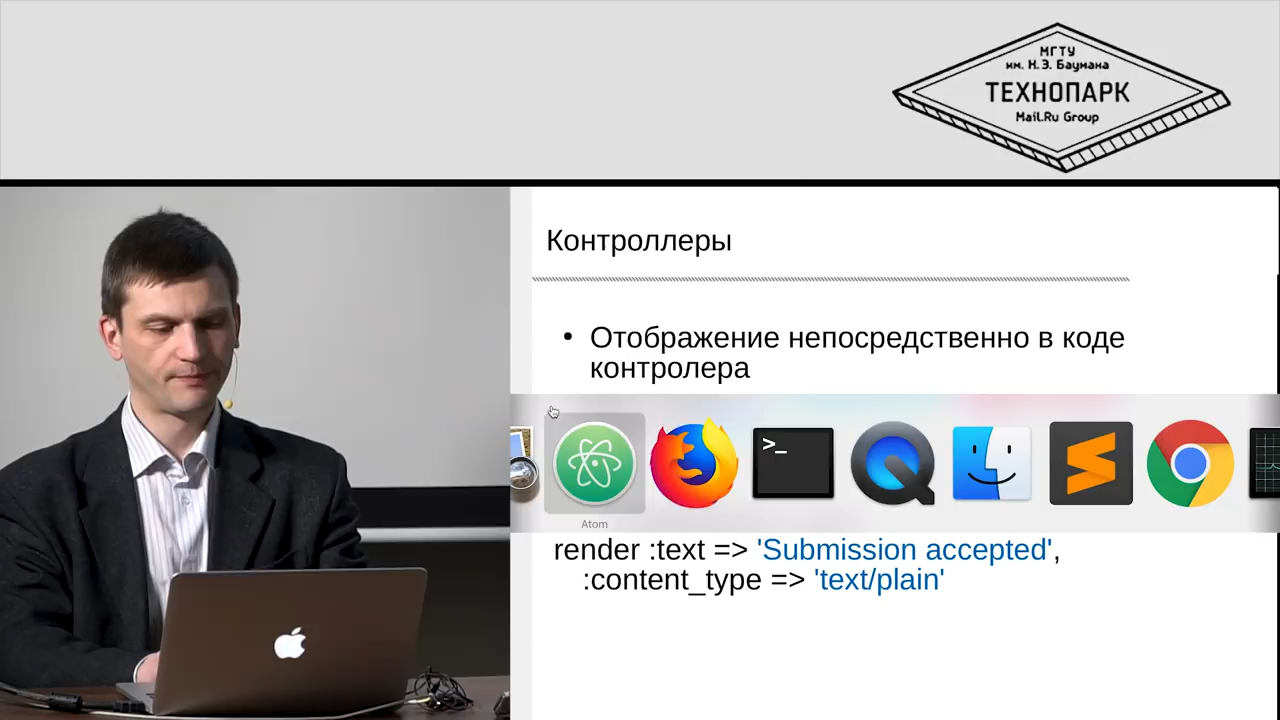 МГТУ
им. Н.Э. Баумана
ТЕХНОПАРК
Mail.Ru Group
Контроллеры
• Отображение непосредственно в коде
контролера
>_
Atom
render :text => 'Submission accepted',
:content_type => 'text/plain'